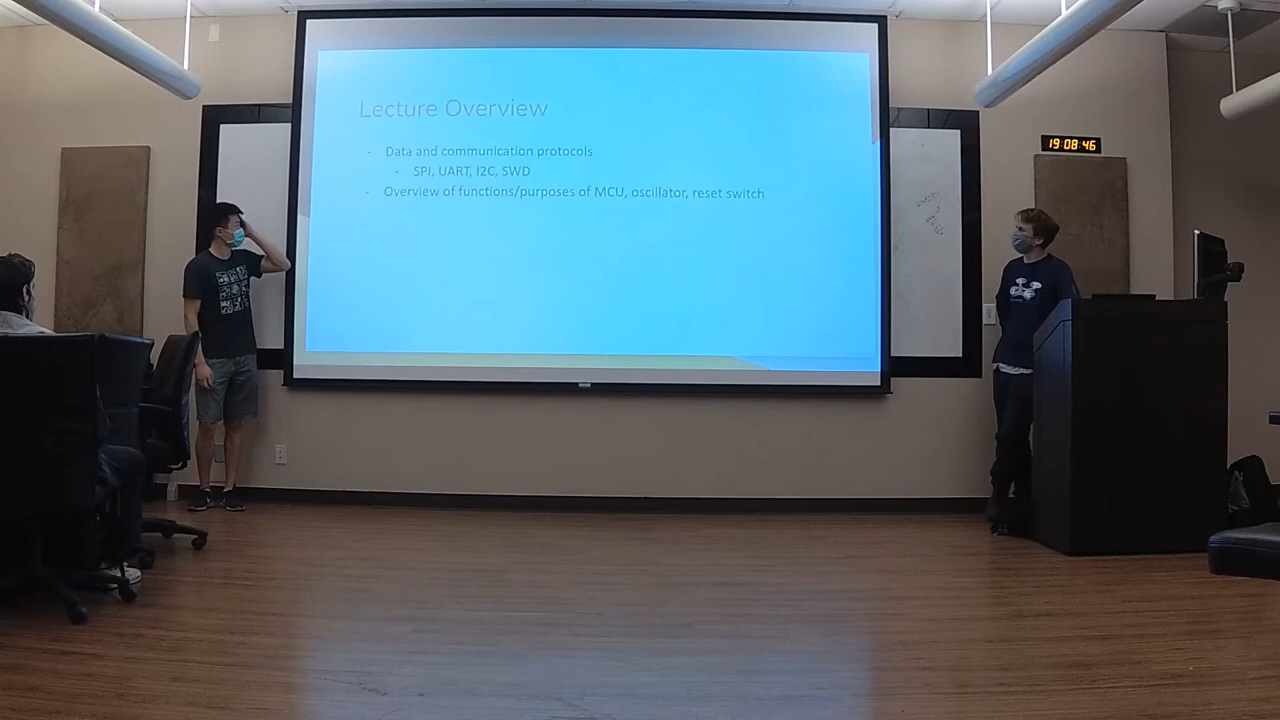 Lecture Overview
- Data and communication protocols
- SPI, UART, I2C, SWD
- Overview of functions/purposes of MCU, oscillator, reset switch
19:08:46